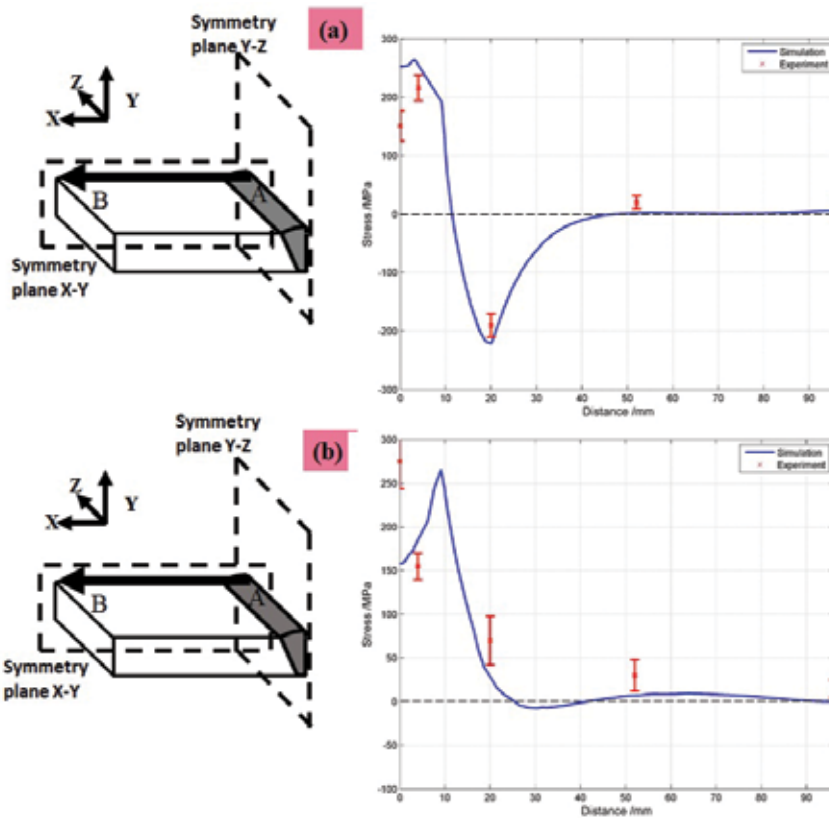 (a)
Symmetry
plane Y-Z
Z
Y
X
A
B
Symmetry
plane X-Y
300
200
100
0
-100
-200
-300
Stress /MPa
0 10 20 30 40 50 60 70 80 90
Distance /mm
Simulation
Experiment
(b)
Symmetry
plane Y-Z
Z
Y
X
A
B
Symmetry
plane X-Y
300
250
200
150
100
50
0
-50
-100
Stress /MPa
0 10 20 30 40 50 60 70 80 90
Distance /mm
Simulation
Experiment